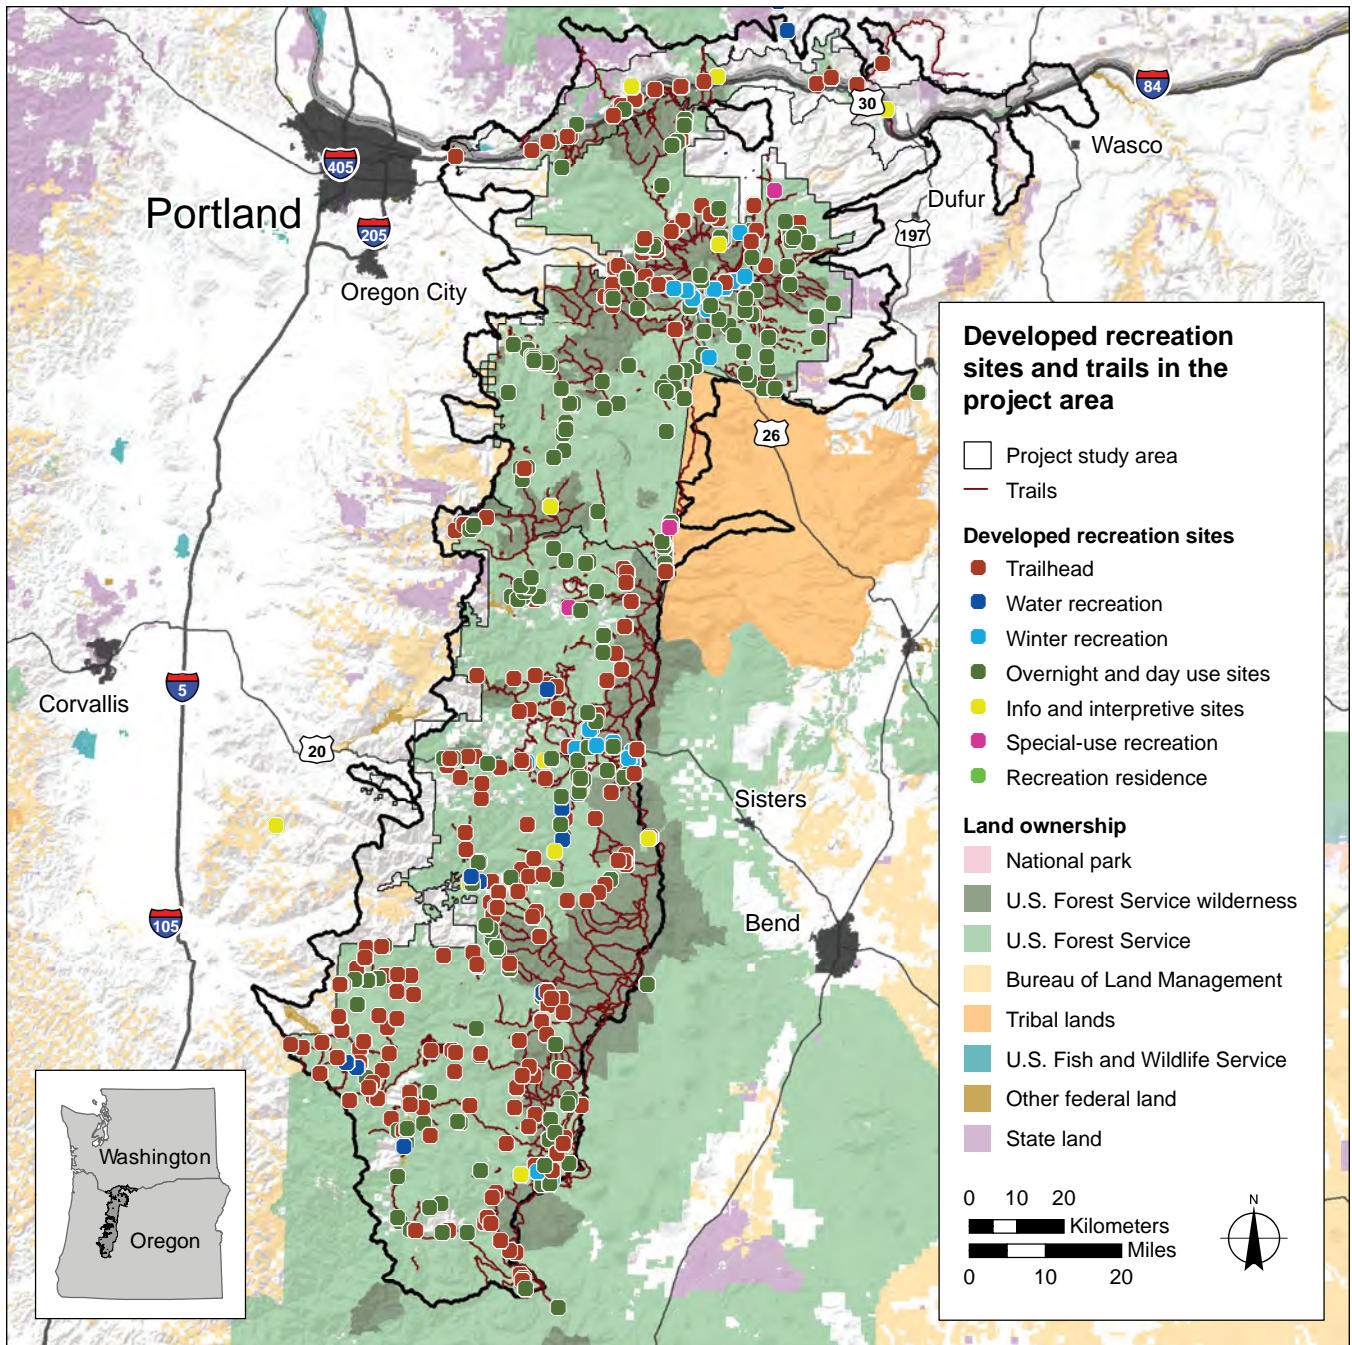 84
30
Wasco
405
Portland
Dufur
205
197
Oregon City
26
Corvallis
5
20
Sisters
105
Bend
Developed recreation
sites and trails in the
project area
Project study area
Trails
Developed recreation sites
Trailhead
Water recreation
Winter recreation
Overnight and day use sites
Info and interpretive sites
Special-use recreation
Recreation residence
Land ownership
National park
U.S. Forest Service wilderness
U.S. Forest Service
Bureau of Land Management
Tribal lands
U.S. Fish and Wildlife Service
Other federal land
State land
0 10 20
Kilometers
Miles
0 10 20
N
Washington
Oregon